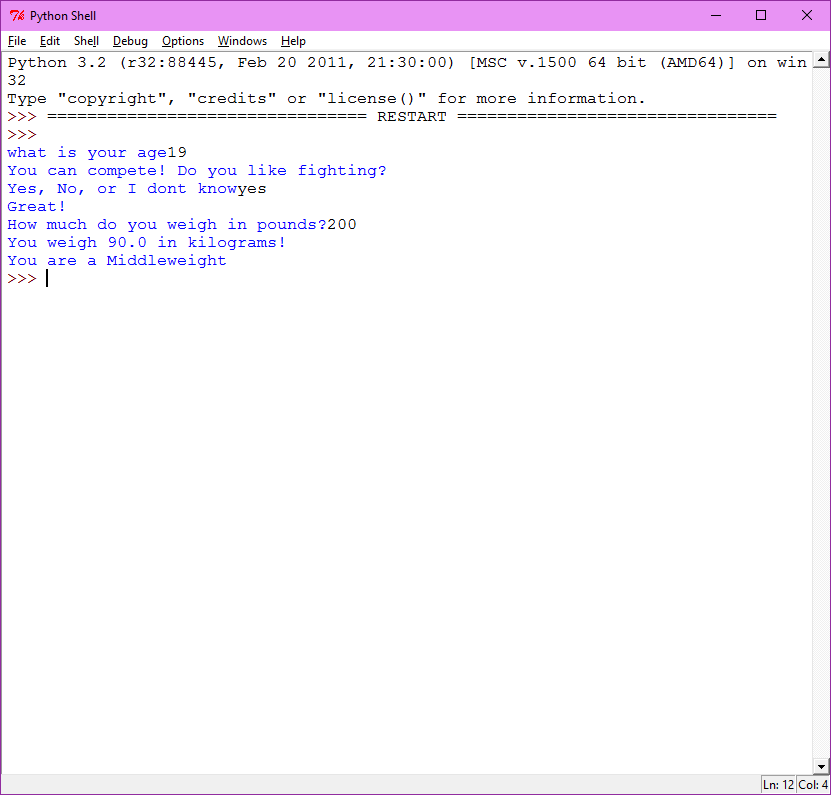 Python Shell
File Edit Shell Debug Options Windows Help
Python 3.2 (r32:88445, Feb 20 2011, 21:30:00) [MSC v.1500 64 bit (AMD64)] on win
32
Type "copyright", "credits" or "license()" for more information.
>>> ================================ RESTART ================================
>>>
what is your age19
You can compete! Do you like fighting?
Yes, No, or I dont knowyes
Great!
How much do you weigh in pounds?200
You weigh 90.0 in kilograms!
You are a Middleweight
>>>
Ln: 12 Col: 4